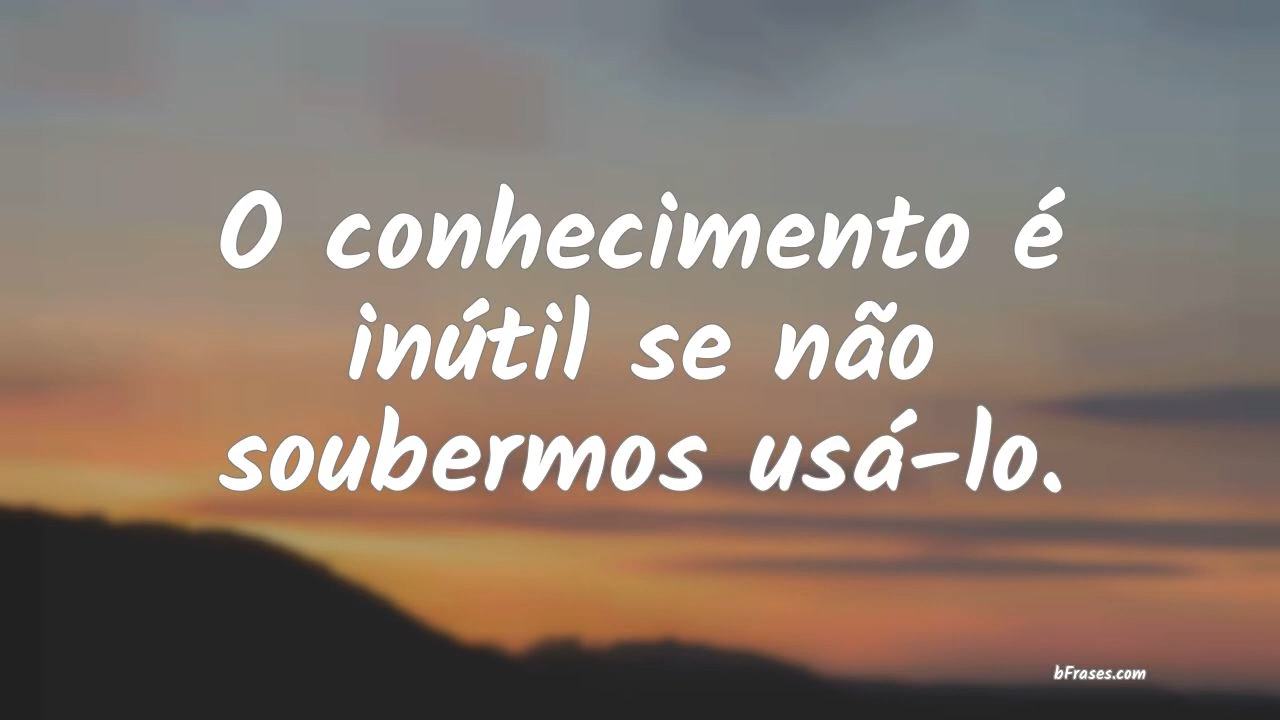 O conhecimento é
inútil se não
soubermos usá-lo.
bFrases.com